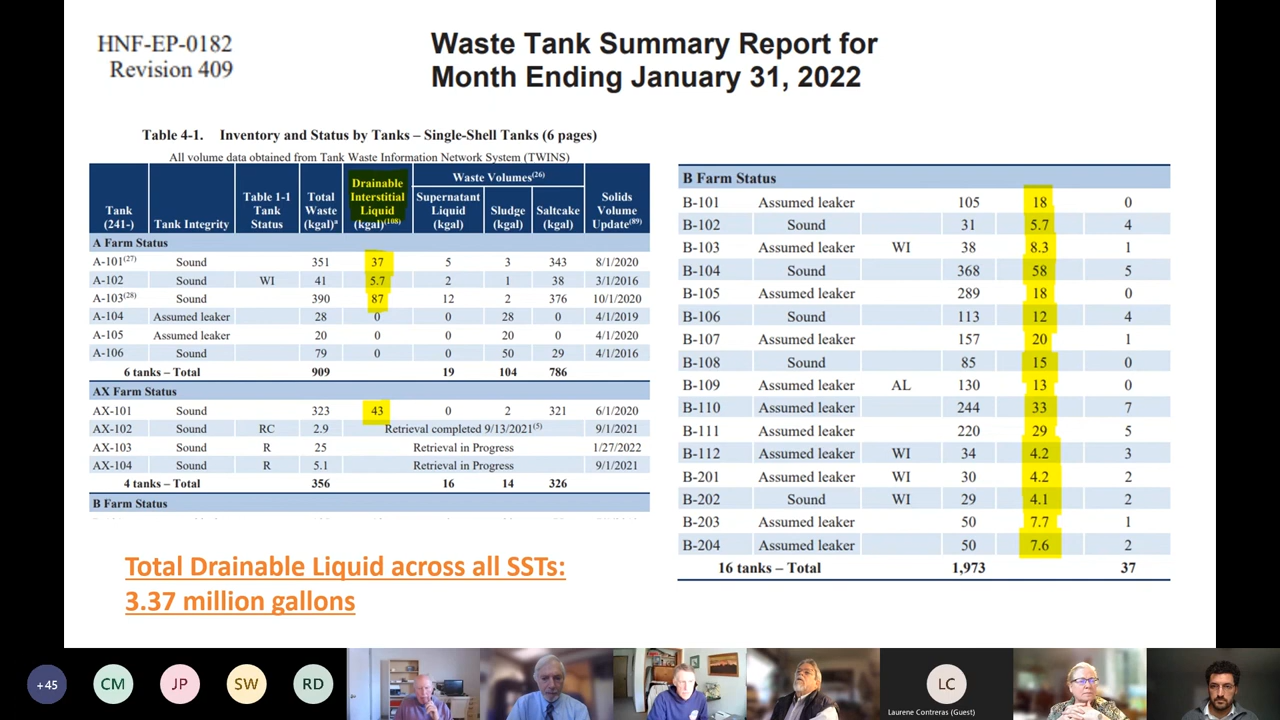 HNF-EP-0182
Revision 409
Waste Tank Summary Report for
Month Ending January 31, 2022
Table 4-1. Inventory and Status by Tanks – Single-Shell Tanks (6 pages)
All volume data obtained from Tank Waste Information Network System (TWINS)
Tank (241-) Tank Integrity Table 1-1 Tank Status Total Waste (kgal)a Drainable Interstitial Liquid (kgal)(108) Waste Volumes(26) Supernatant Liquid (kgal) Sludge (kgal) Saltcake (kgal) Solids Volume Update(89)
A Farm Status
A-101(27) Sound 351 37 5 3 343 8/1/2020
A-102 Sound WI 41 5.7 2 1 38 3/1/2016
A-103(28) Sound 390 87 12 2 376 10/1/2020
A-104 Assumed leaker 28 0 0 28 0 4/1/2019
A-105 Assumed leaker 20 0 0 20 0 4/1/2020
A-106 Sound 79 0 0 50 29 4/1/2016
6 tanks – Total 909 19 104 786
AX Farm Status
AX-101 Sound 323 43 0 2 321 6/1/2020
AX-102 Sound RC 2.9 Retrieval completed 9/13/2021(5) 9/1/2021
AX-103 Sound R 25 Retrieval in Progress 1/27/2022
AX-104 Sound R 5.1 Retrieval in Progress 9/1/2021
4 tanks – Total 356 16 14 326
B Farm Status
Total Drainable Liquid across all SSTs:
3.37 million gallons
B Farm Status
B-101 Assumed leaker 105 18 0
B-102 Sound 31 5.7 4
B-103 Assumed leaker WI 38 8.3 1
B-104 Sound 368 58 5
B-105 Assumed leaker 289 18 0
B-106 Sound 113 12 4
B-107 Assumed leaker 157 20 1
B-108 Sound 85 15 0
B-109 Assumed leaker AL 130 13 0
B-110 Assumed leaker 244 33 7
B-111 Assumed leaker 220 29 5
B-112 Assumed leaker WI 34 4.2 3
B-201 Assumed leaker WI 30 4.2 2
B-202 Sound WI 29 4.1 2
B-203 Assumed leaker 50 7.7 1
B-204 Assumed leaker 50 7.6 2
16 tanks – Total 1,973 37
+45 CM JP SW RD LC
Laurene Contreras (Guest)